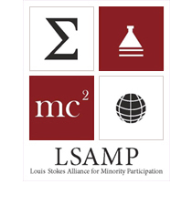 Σ
mc²
LSAMP
Louis Stokes Alliance for Minority Participation